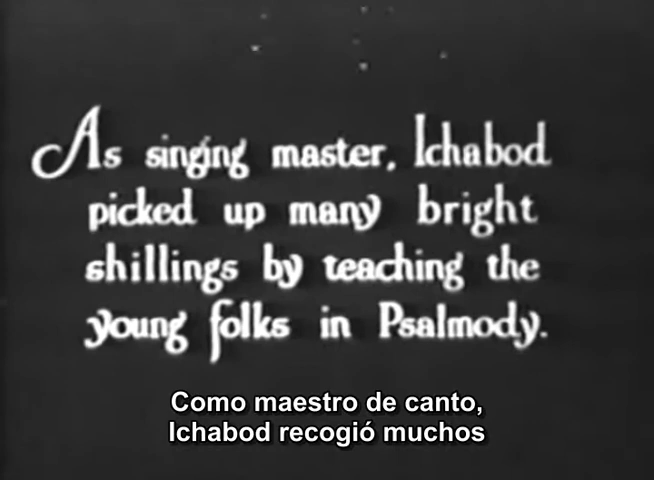 As singing master, Ichabod
picked up many bright
shillings by teaching the
young folks in Psalmody.
Como maestro de canto,
Ichabod recogió muchos